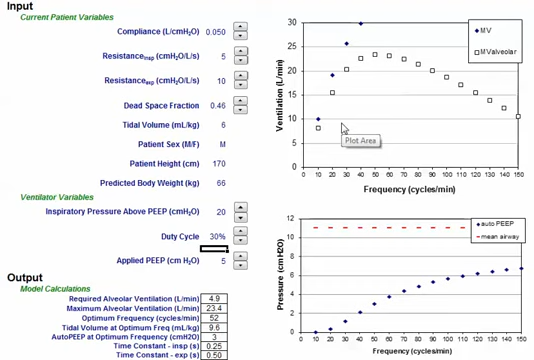 Input
Current Patient Variables
Compliance (L/cmH2O) 0.050
Resistanceinsp (cmH2O/L/s) 5
Resistanceexp (cmH2O/L/s) 10
Dead Space Fraction 0.46
Tidal Volume (mL/kg) 6
Patient Sex (M/F) M
Patient Height (cm) 170
Predicted Body Weight (kg) 66
Ventilator Variables
Inspiratory Pressure Above PEEP (cmH2O) 20
Duty Cycle 30%
Applied PEEP (cm H2O) 5
Output
Model Calculations
Required Alveolar Ventilation (L/min) 4.9
Maximum Alveolar Ventilation (L/min) 23.4
Optimum Frequency (cycles/min) 52
Tidal Volume at Optimum Freq (mL/kg) 9.6
AutoPEEP at Optimum Frequency (cmH2O) 3
Time Constant - insp (s) 0.25
Time Constant - exp (s) 0.50
Ventilation (L/min)
30
25
20
15
10
5
0
MV
MValveolar
Plot Area
0 10 20 30 40 50 60 70 80 90 100 110 120 130 140 150
Frequency (cycles/min)
Pressure (cmH2O)
12
10
8
6
4
2
0
auto PEEP
mean airway
0 10 20 30 40 50 60 70 80 90 100 110 120 130 140 150
Frequency (cycles/min)